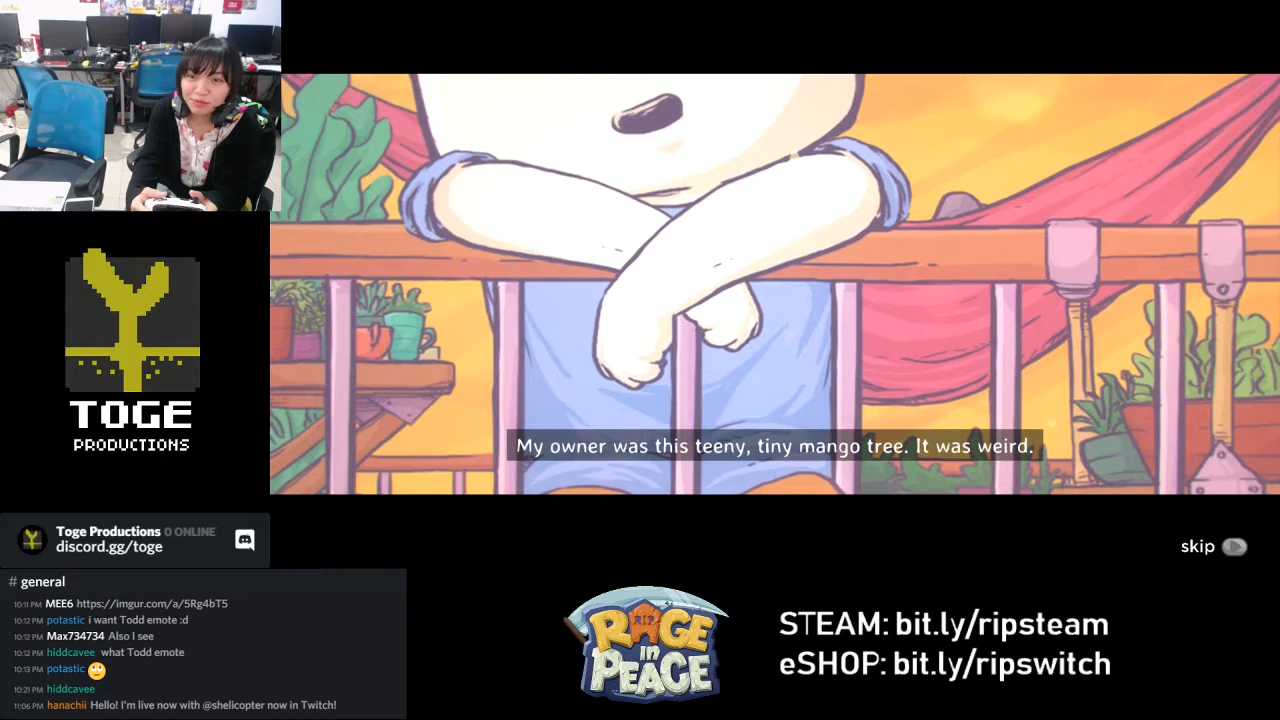 My owner was this teeny, tiny mango tree. It was weird.
TOGE
PRODUCTIONS
Toge Productions 0 ONLINE
discord.gg/toge
# general
10:11 PM MEE6 https://imgur.com/a/5Rg4bT5
10:12 PM potastic i want Todd emote :d
10:12 PM Max734734 Also I see
10:12 PM hiddcavee what Todd emote
10:13 PM potastic 🙄
10:21 PM hiddcavee
11:06 PM hanachii Hello! I'm live now with @shelicopter now in Twitch!
skip
RIP
RAGE
in
PEACE
STEAM: bit.ly/ripsteam
eSHOP: bit.ly/ripswitch